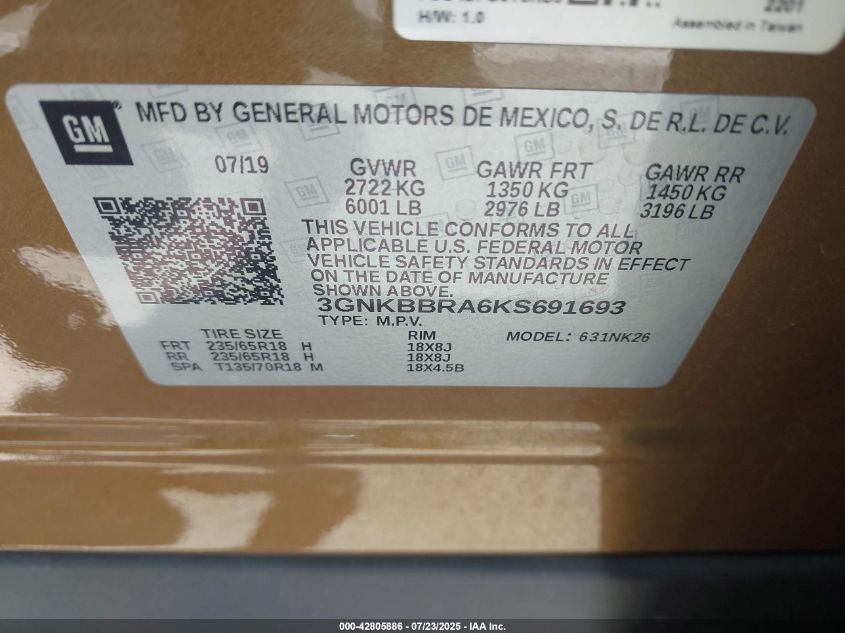 2201
H/W: 1.0
Assembled in Taiwan
GM
MFD BY GENERAL MOTORS DE MEXICO, S. DE R.L. DE C.V.
07/19
GVWR GAWR FRT GAWR RR
2722 KG 1350 KG 1450 KG
6001 LB 2976 LB 3196 LB
THIS VEHICLE CONFORMS TO ALL
APPLICABLE U.S. FEDERAL MOTOR
VEHICLE SAFETY STANDARDS IN EFFECT
ON THE DATE OF MANUFACTURE
SHOWN ABOVE.
3GNKBBRA6KS691693
TYPE: M.P.V.
TIRE SIZE RIM MODEL: 631NK26
FRT 235/65R18 H 18X8J
RR 235/65R18 H 18X8J
SPA T135/70R18 M 18X4.5B
000-42805886 - 07/23/2025 - IAA Inc.